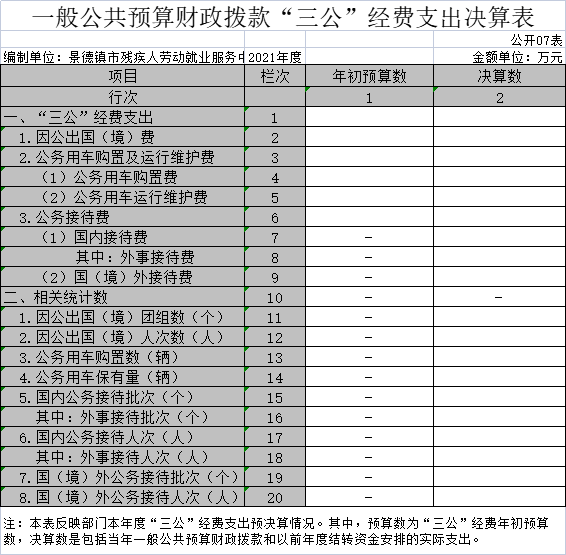 一般公共预算财政拨款“三公”经费支出决算表
公开07表
编制单位：景德镇市残疾人劳动就业服务中 2021年度 金额单位：万元
项目 栏次 年初预算数 决算数
行次 1 2
一、“三公”经费支出 1
1.因公出国（境）费 2
2.公务用车购置及运行维护费 3
（1）公务用车购置费 4
（2）公务用车运行维护费 5
3.公务接待费 6
（1）国内接待费 7 –
其中：外事接待费 8 –
（2）国（境）外接待费 9 –
二、相关统计数 10 – –
1.因公出国（境）团组数（个） 11 –
2.因公出国（境）人次数（人） 12 –
3.公务用车购置数（辆） 13 –
4.公务用车保有量（辆） 14 –
5.国内公务接待批次（个） 15 –
其中：外事接待批次（个） 16 –
6.国内公务接待人次（人） 17 –
其中：外事接待人次（人） 18 –
7.国（境）外公务接待批次（个） 19 –
8.国（境）外公务接待人次（人） 20 –
注：本表反映部门本年度“三公”经费支出预决算情况。其中，预算数为“三公”经费年初预算
数，决算数是包括当年一般公共预算财政拨款和以前年度结转资金安排的实际支出。